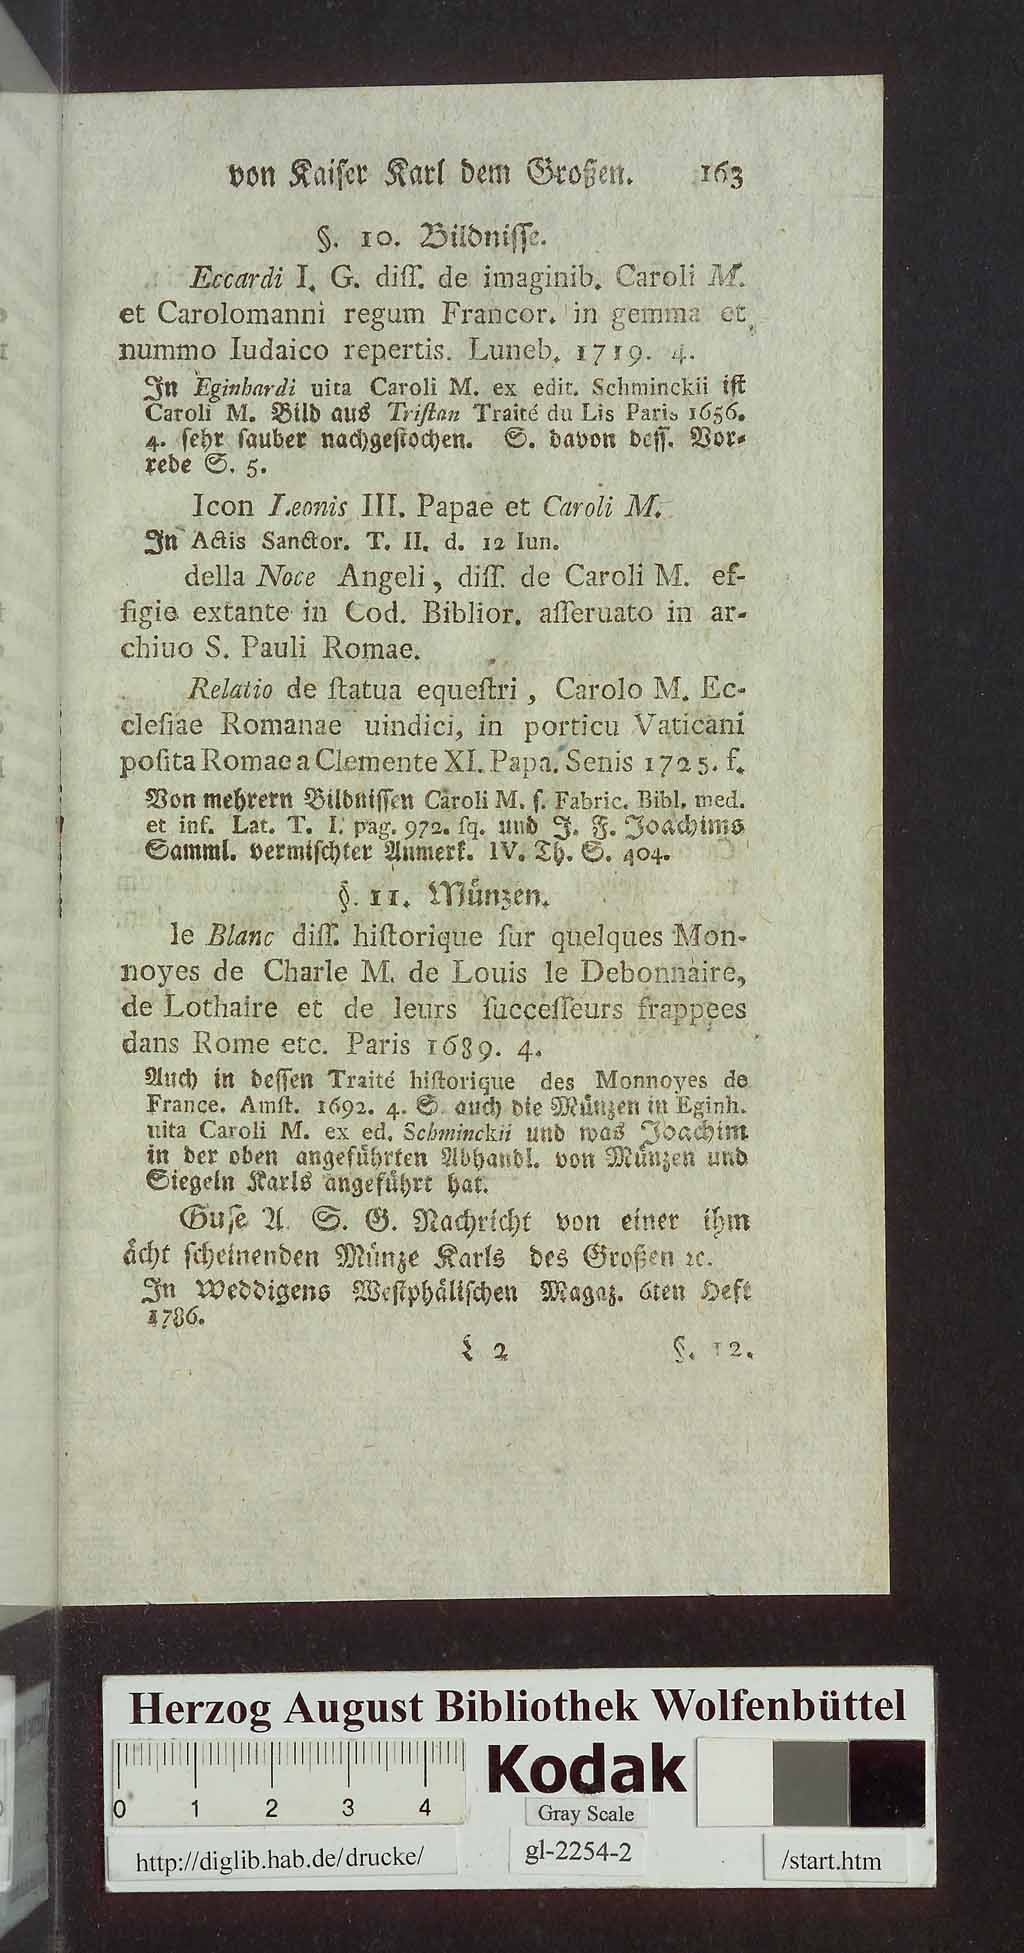 von Kaiser Karl dem Großen. 163
§. 10. Bildnisse.
Eccardi I. G. diſſ. de imaginib. Caroli M.
et Carolomanni regum Francor. in gemma et
nummo Iudaico repertis. Luneb. 1719. 4.
In Eginhardi uita Caroli M. ex edit. Schminckii iſt
Caroli M. Bild aus Triſtan Traité du Lis Paris 1656.
4. ſehr ſauber nachgeſtochen. S. davon deſſ. Vor-
rede S. 5.
Icon Leonis III. Papae et Caroli M.
In Actis Sanctor. T. II. d. 12 Iun.
della Noce Angeli, diſſ. de Caroli M. ef-
figie extante in Cod. Biblior. aſſeruato in ar-
chiuo S. Pauli Romae.
Relatio de ſtatua equeſtri, Carolo M. Ec-
cleſiae Romanae uindici, in porticu Vaticani
poſita Romae a Clemente XI. Papa. Senis 1725. f.
Von mehrern Bildniſſen Caroli M. ſ. Fabric. Bibl. med.
et inf. Lat. T. I. pag. 972. ſq. und J. F. Joachims
Samml. vermiſchter Anmerk. IV. Th. S. 404.
§. 11. Münzen.
le Blanc diſſ. hiſtorique ſur quelques Mon-
noyes de Charle M. de Louis le Debonnaire,
de Lothaire et de leurs ſucceſſeurs frappees
dans Rome etc. Paris 1689. 4.
Auch in deſſen Traité hiſtorique des Monnoyes de
France. Amſt. 1692. 4. S. auch die Münzen in Eginh.
uita Caroli M. ex ed. Schminckii und was Joachim
in der oben angeführten Abhandl. von Münzen und
Siegeln Karls angeführt hat.
Guſe A. S. G. Nachricht von einer ihm
ächt ſcheinenden Münze Karls des Großen ꝛc.
In Weddigens Weſtphäliſchen Magaz. 6ten Heft
1786.
L 2 §. 12.
Herzog August Bibliothek Wolfenbüttel
0 1 2 3 4
Kodak
Gray Scale
http://diglib.hab.de/drucke/ gl-2254-2 /start.htm